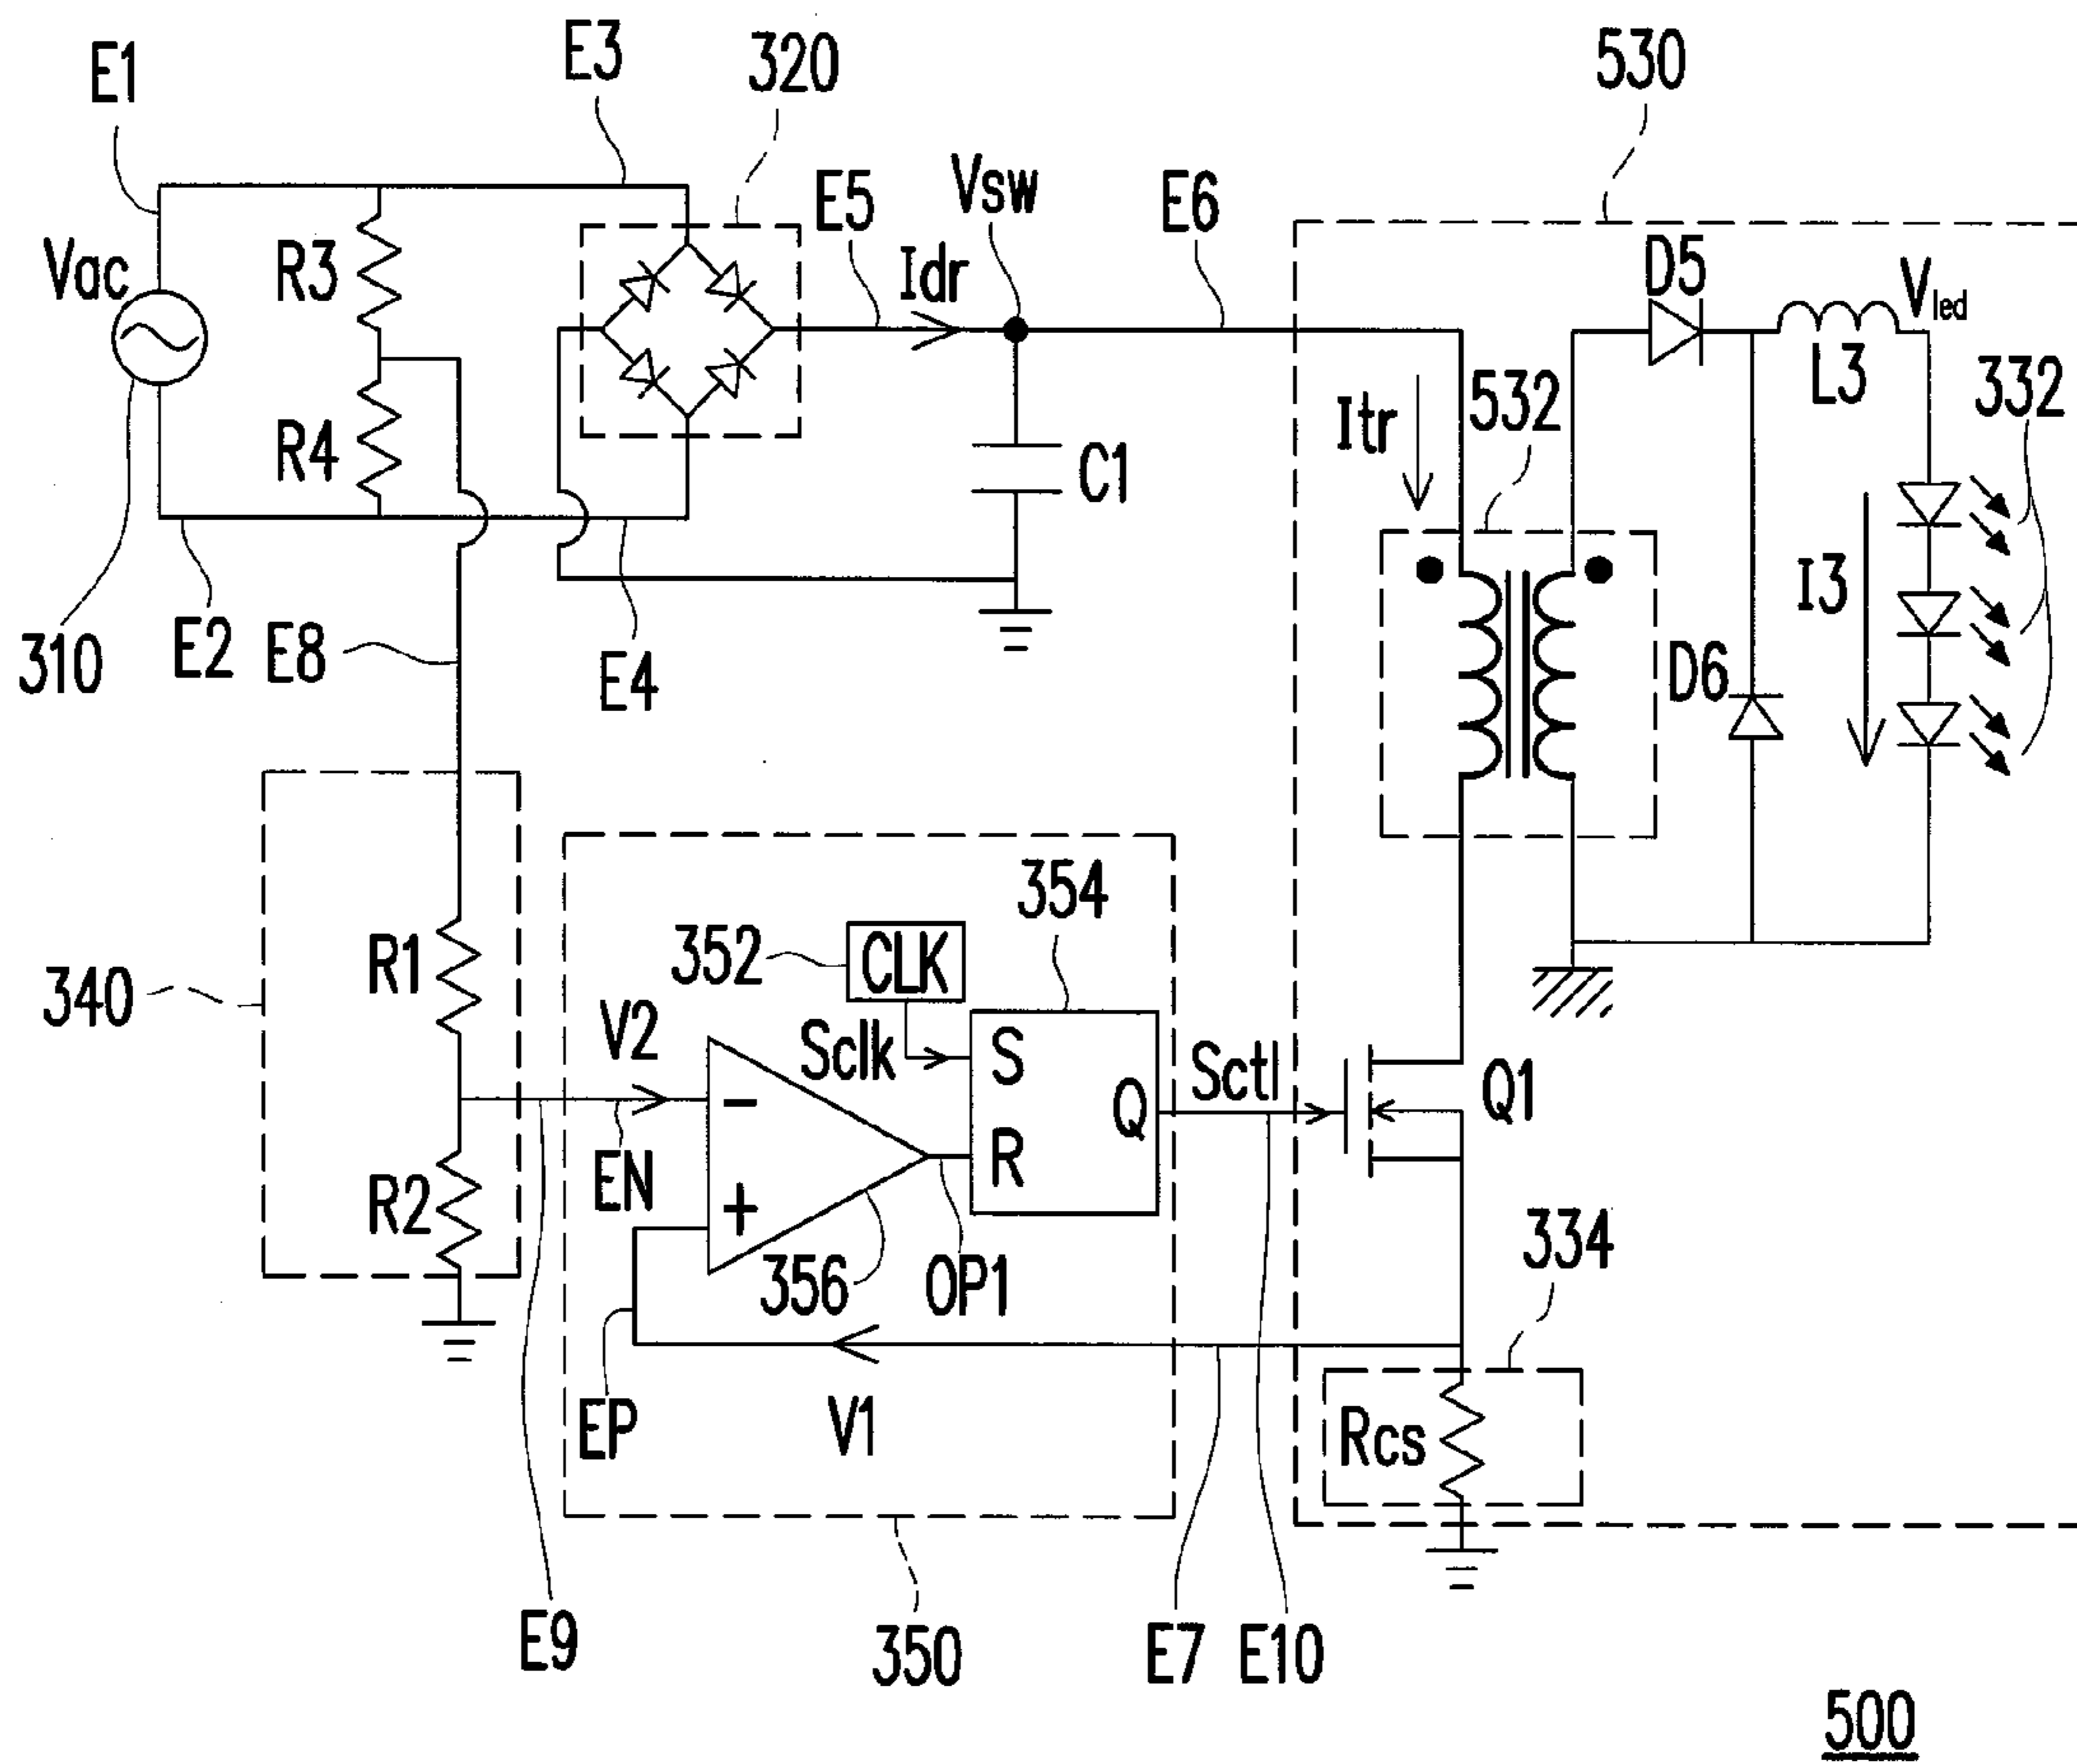 E1
E3
320
530
Vac
R3
E5
Vsw
E6
Idr
D5
Vled
L3
R4
C1
Itr
532
332
310
E2
E8
E4
I3
D6
340
R1
352
CLK
354
V2
Sclk
S
Q
Sctl
Q1
-
EN
R
R2
+
356
OP1
334
EP
V1
Rcs
E9
350
E7
E10
500